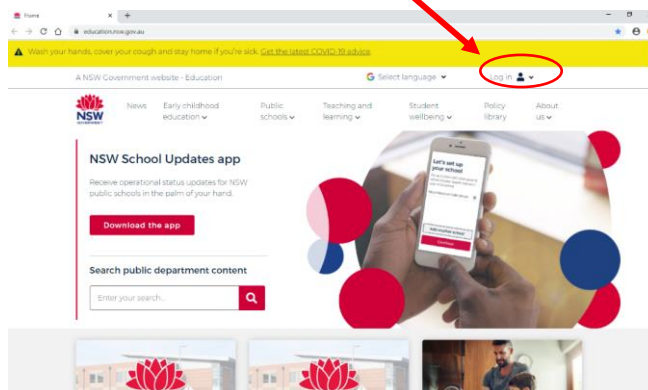 Home
education.nsw.gov.au
Wash your hands, cover your cough and stay home if you're sick. Get the latest COVID-19 advice.
A NSW Government website - Education
Select language
Log in
NSW
GOVERNMENT
News
Early childhood education
Public schools
Teaching and learning
Student wellbeing
Policy library
About us
NSW School Updates app
Receive operational status updates for NSW
public schools in the palm of your hand.
Download the app
Let's set up
your school
Add another school
Continue
Search public department content
Enter your search..